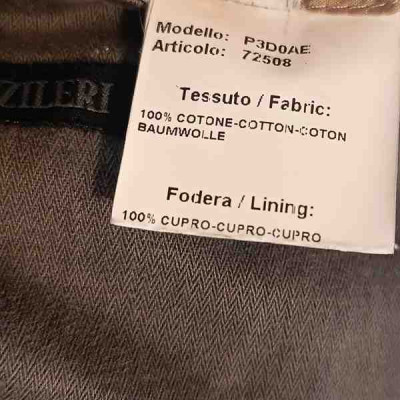 Modello: P3D0AE
Articolo: 72508
ZILERI
Tessuto / Fabric:
100% COTONE-COTTON-COTON
BAUMWOLLE
Fodera / Lining:
100% CUPRO-CUPRO-CUPRO